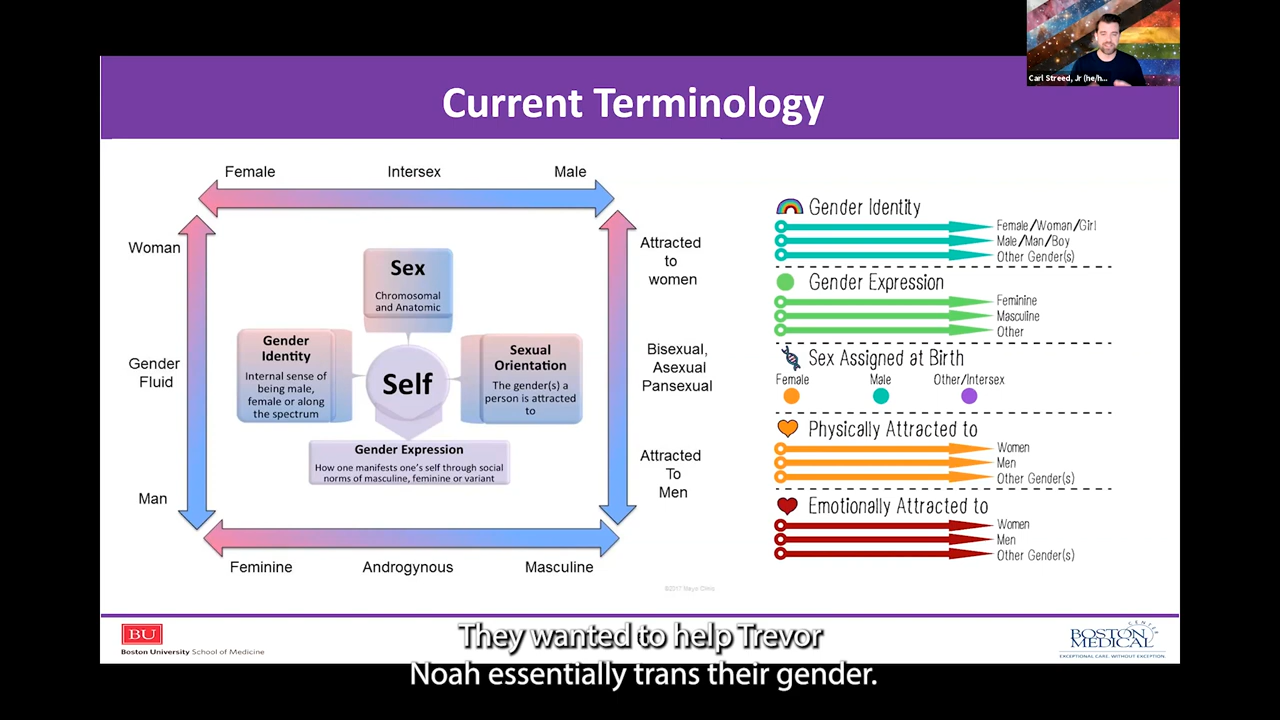 Carl Streed, Jr (he/h...
Current Terminology
Female Intersex Male
Woman
Gender
Fluid
Man
Sex
Chromosomal
and Anatomic
Gender
Identity
Internal sense of
being male,
female or along
the spectrum
Self
Sexual
Orientation
The gender(s) a
person is attracted
to
Gender Expression
How one manifests one's self through social
norms of masculine, feminine or variant
Attracted
to
women
Bisexual,
Asexual
Pansexual
Attracted
To
Men
Feminine Androgynous Masculine
Gender Identity
Female/Woman/Girl
Male/Man/Boy
Other Gender(s)
Gender Expression
Feminine
Masculine
Other
Sex Assigned at Birth
Female Male Other/Intersex
Physically Attracted to
Women
Men
Other Gender(s)
Emotionally Attracted to
Women
Men
Other Gender(s)
©2017 Mayo Clinic
BU
Boston University School of Medicine
BOSTON
MEDICAL
CENTER
EXCEPTIONAL CARE. WITHOUT EXCEPTION.
They wanted to help Trevor
Noah essentially trans their gender.